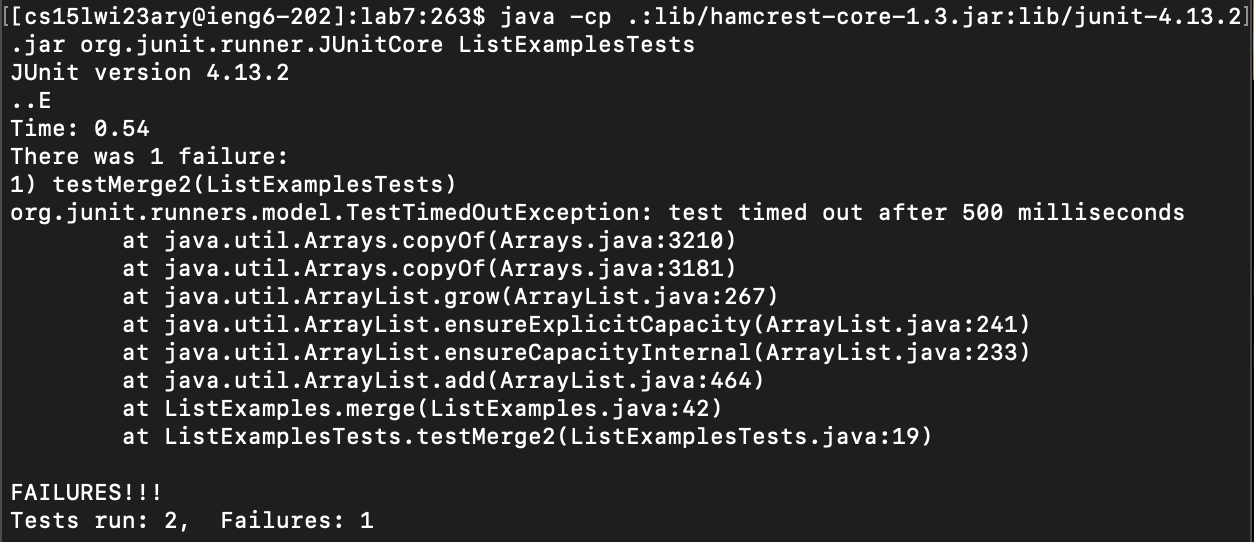 [[cs15lwi23ary@ieng6-202]:lab7:263$ java -cp .:lib/hamcrest-core-1.3.jar:lib/junit-4.13.2]
.jar org.junit.runner.JUnitCore ListExamplesTests
JUnit version 4.13.2
..E
Time: 0.54
There was 1 failure:
1) testMerge2(ListExamplesTests)
org.junit.runners.model.TestTimedOutException: test timed out after 500 milliseconds
        at java.util.Arrays.copyOf(Arrays.java:3210)
        at java.util.Arrays.copyOf(Arrays.java:3181)
        at java.util.ArrayList.grow(ArrayList.java:267)
        at java.util.ArrayList.ensureExplicitCapacity(ArrayList.java:241)
        at java.util.ArrayList.ensureCapacityInternal(ArrayList.java:233)
        at java.util.ArrayList.add(ArrayList.java:464)
        at ListExamples.merge(ListExamples.java:42)
        at ListExamplesTests.testMerge2(ListExamplesTests.java:19)

FAILURES!!!
Tests run: 2,  Failures: 1